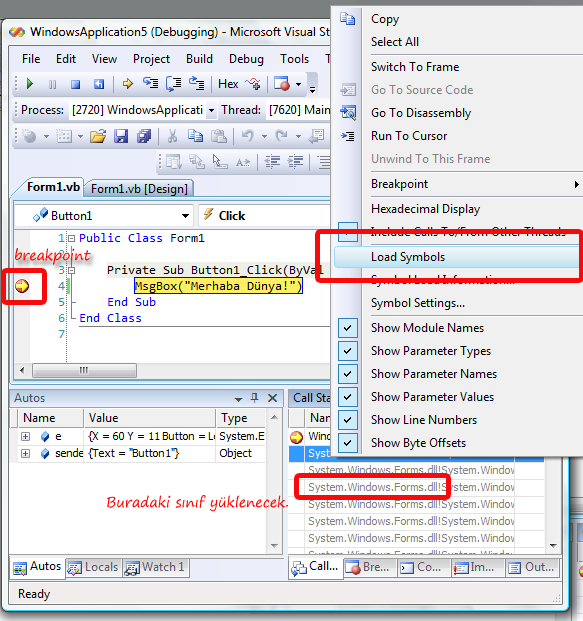 WindowsApplication5 (Debugging) - Microsoft Visual St
File Edit View Project Build Debug Data Tools
Hex
Process: [2720] WindowsApplicati Thread: [7620] Main
Form1.vb Form1.vb [Design]
Button1 Click
breakpoint
1 Public Class Form1
2
3 Private Sub Button1_Click(ByVal
4 MsgBox("Merhaba Dünya!")
5 End Sub
6 End Class
7
Copy
Select All
Switch To Frame
Go To Source Code
Go To Disassembly
Run To Cursor
Unwind To This Frame
Breakpoint
Hexadecimal Display
Include Calls To/From Other Threads
Load Symbols
Symbol Load Information...
Symbol Settings...
Show Module Names
Show Parameter Types
Show Parameter Names
Show Parameter Values
Show Line Numbers
Show Byte Offsets
Autos
Name Value Type
e {X = 60 Y = 11 Button = Le System.E
sende {Text = "Button1"} Object
Buradaki sınıf yüklenecek.
Call Sta
Nam
Wind
System.Windows.Forms.dll!System.Window
System.Windows.Forms.dll!System.Window
System.Windows.Forms.dll!System.Window
System.Windows.Forms.dll!System.Window
System.Windows.Forms.dll!System.Window
Autos Locals Watch 1
Call... Bre... Co... Im... Out...
Ready